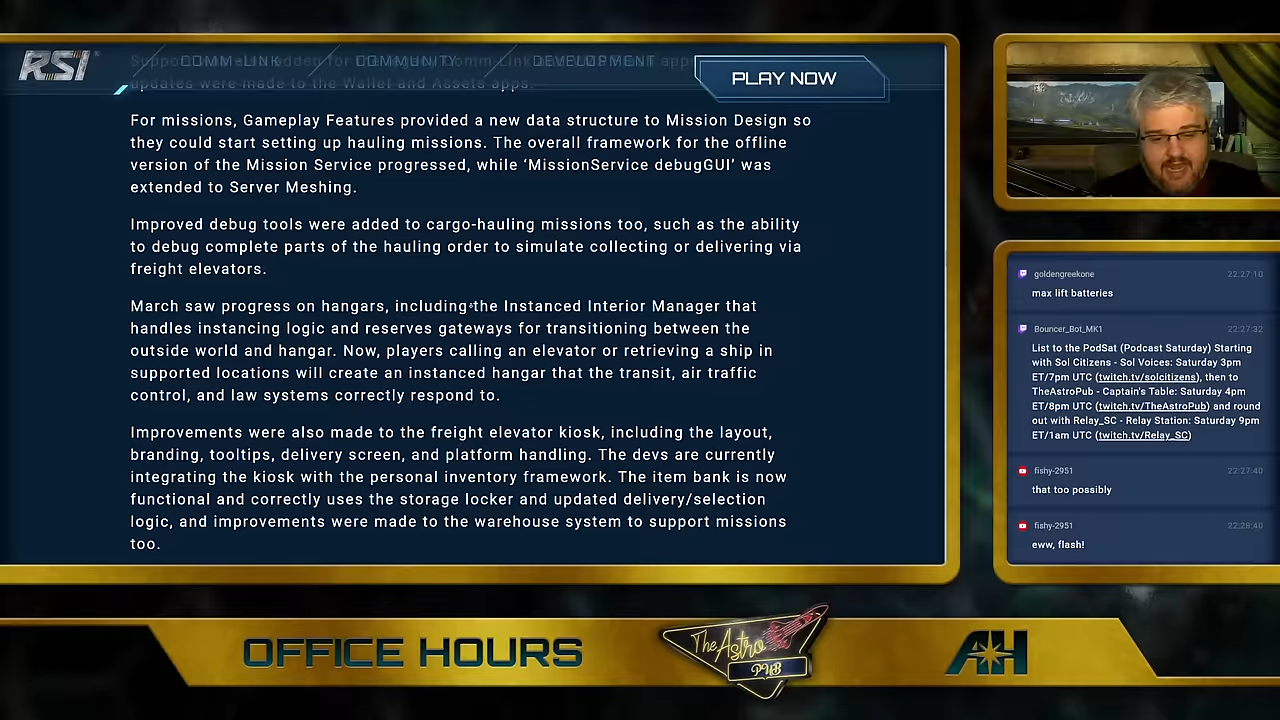 RSI
COMM-LINK
COMMUNITY
DEVELOPMENT
PLAY NOW
updates were made to the Wallet and Assets apps.
For missions, Gameplay Features provided a new data structure to Mission Design so
they could start setting up hauling missions. The overall framework for the offline
version of the Mission Service progressed, while ‘MissionService debugGUI’ was
extended to Server Meshing.
Improved debug tools were added to cargo-hauling missions too, such as the ability
to debug complete parts of the hauling order to simulate collecting or delivering via
freight elevators.
March saw progress on hangars, including the Instanced Interior Manager that
handles instancing logic and reserves gateways for transitioning between the
outside world and hangar. Now, players calling an elevator or retrieving a ship in
supported locations will create an instanced hangar that the transit, air traffic
control, and law systems correctly respond to.
Improvements were also made to the freight elevator kiosk, including the layout,
branding, tooltips, delivery screen, and platform handling. The devs are currently
integrating the kiosk with the personal inventory framework. The item bank is now
functional and correctly uses the storage locker and updated delivery/selection
logic, and improvements were made to the warehouse system to support missions
too.
goldengreekone 22:27:10
max lift batteries
Bouncer_Bot_MK1 22:27:32
List to the PodSat (Podcast Saturday) Starting
with Sol Citizens - Sol Voices: Saturday 3pm
ET/7pm UTC (twitch.tv/solcitizens), then to
TheAstroPub - Captain's Table: Saturday 4pm
ET/8pm UTC (twitch.tv/TheAstroPub) and round
out with Relay_SC - Relay Station: Saturday 9pm
ET/1am UTC (twitch.tv/Relay_SC)
fishy-2951 22:27:40
that too possibly
fishy-2951 22:28:40
eww, flash!
OFFICE HOURS
The Astro
PUB
AH